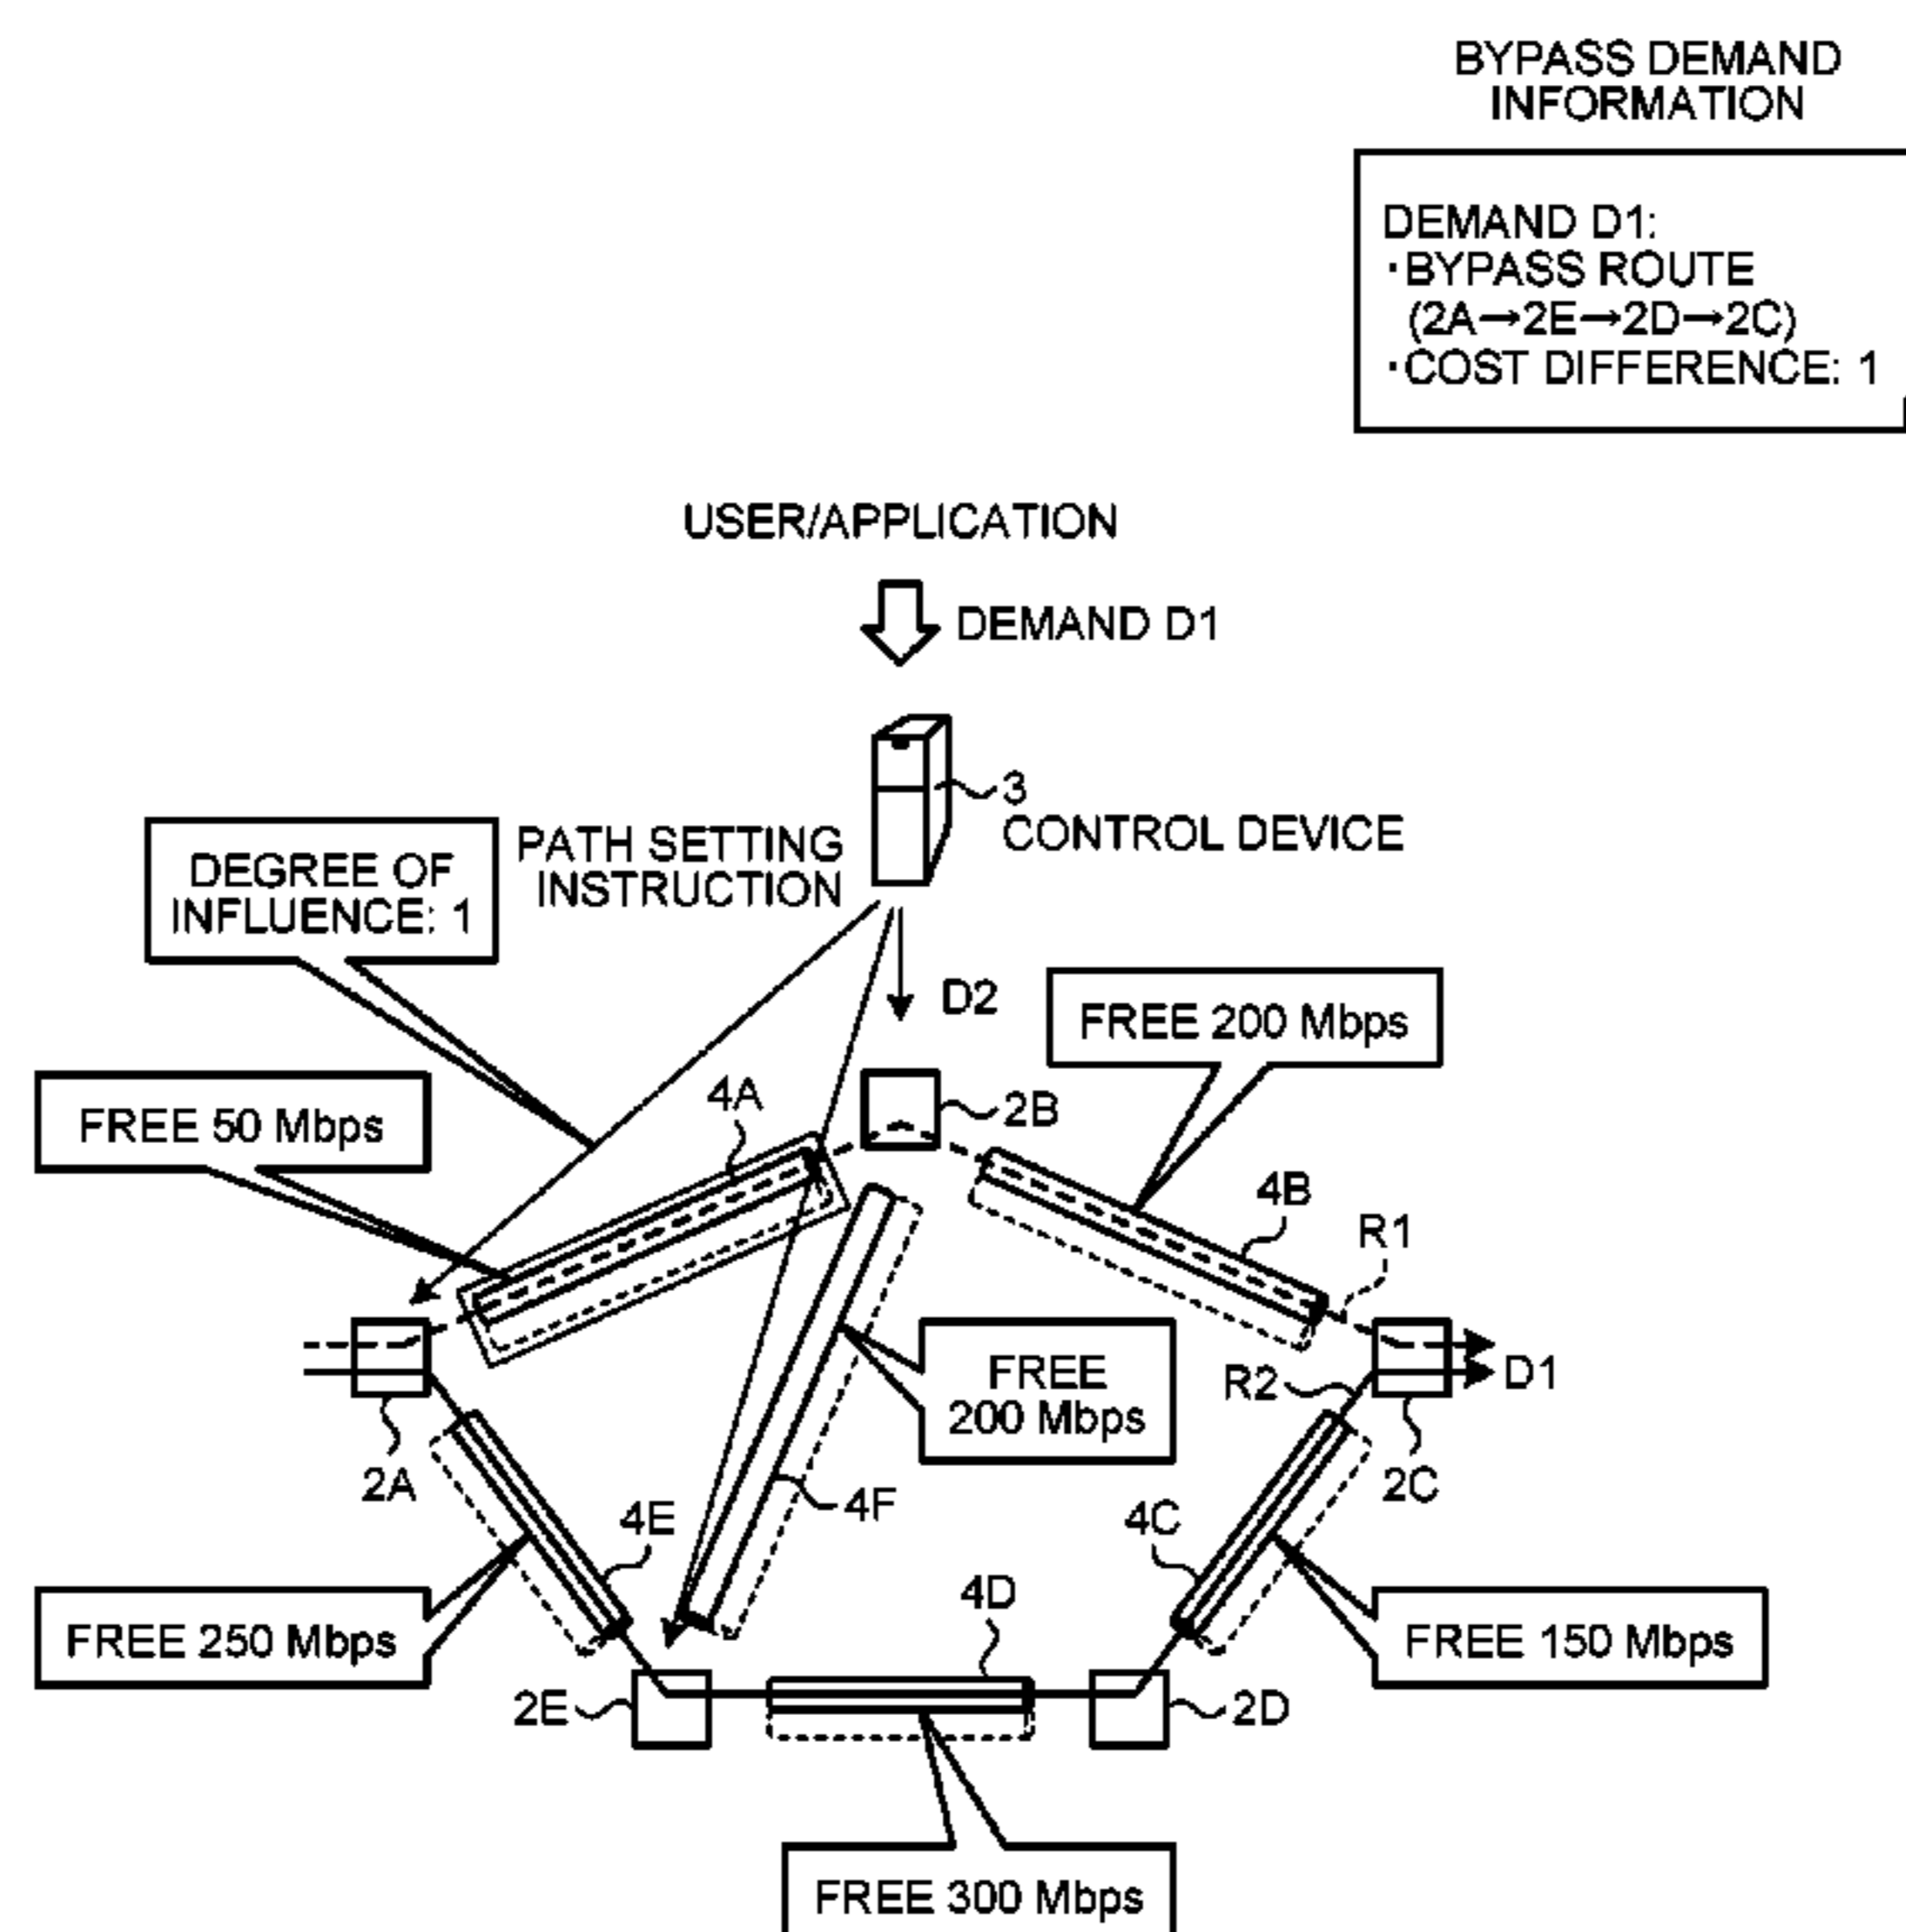 BYPASS DEMAND
INFORMATION
DEMAND D1:
・BYPASS ROUTE
(2A→2E→2D→2C)
・COST DIFFERENCE: 1
USER/APPLICATION
DEMAND D1
3
CONTROL DEVICE
PATH SETTING
INSTRUCTION
DEGREE OF
INFLUENCE: 1
D2
FREE 200 Mbps
FREE 50 Mbps
4A
2B
4B
R1
FREE
200 Mbps
R2
D1
2A
2C
4E
4F
4C
4D
FREE 250 Mbps
FREE 150 Mbps
2E
2D
FREE 300 Mbps